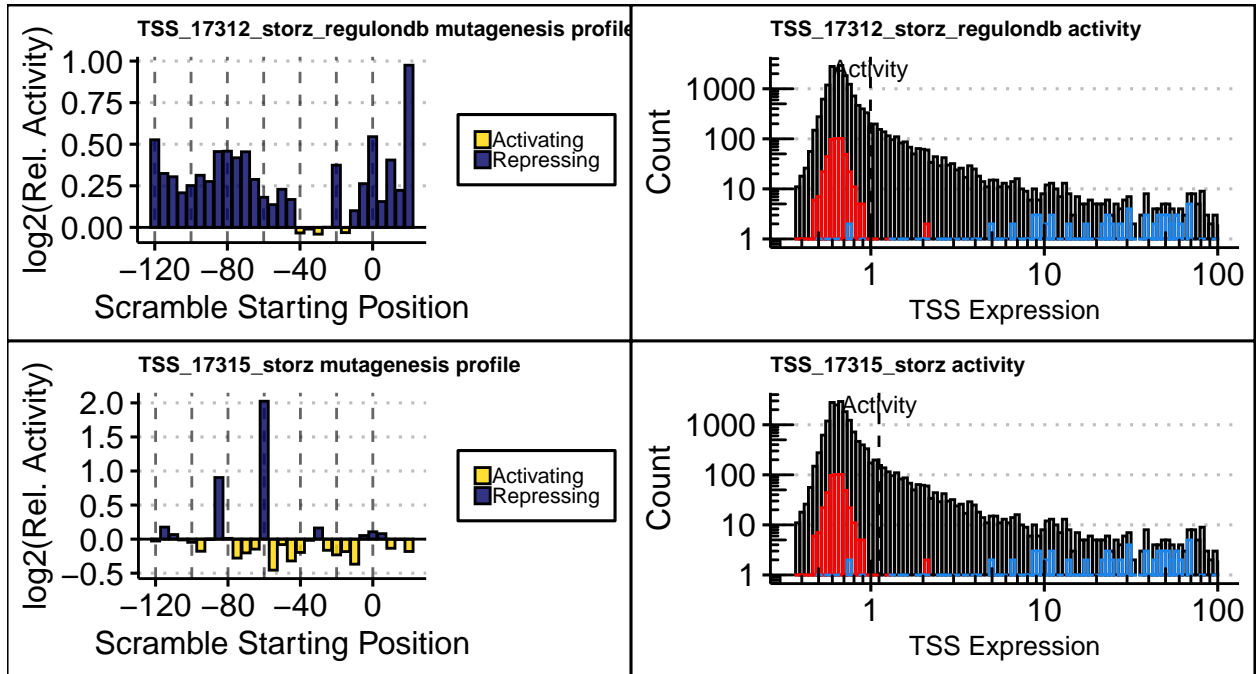 TSS_17312_storz_regulondb mutagenesis profile
log2(Rel. Activity)
1.00
0.75
0.50
0.25
0.00
−120
−80
−40
0
Scramble Starting Position
Activating
Repressing
TSS_17312_storz_regulondb activity
Activity
Count
1000
100
10
1
1
10
100
TSS Expression
TSS_17315_storz mutagenesis profile
log2(Rel. Activity)
2.0
1.5
1.0
0.5
0.0
−0.5
−120
−80
−40
0
Scramble Starting Position
Activating
Repressing
TSS_17315_storz activity
Activity
Count
1000
100
10
1
1
10
100
TSS Expression